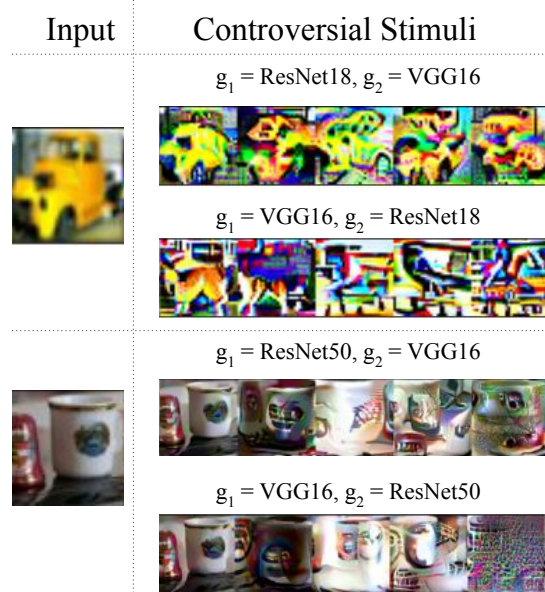 Input Controversial Stimuli
g₁ = ResNet18, g₂ = VGG16
g₁ = VGG16, g₂ = ResNet18
g₁ = ResNet50, g₂ = VGG16
g₁ = VGG16, g₂ = ResNet50